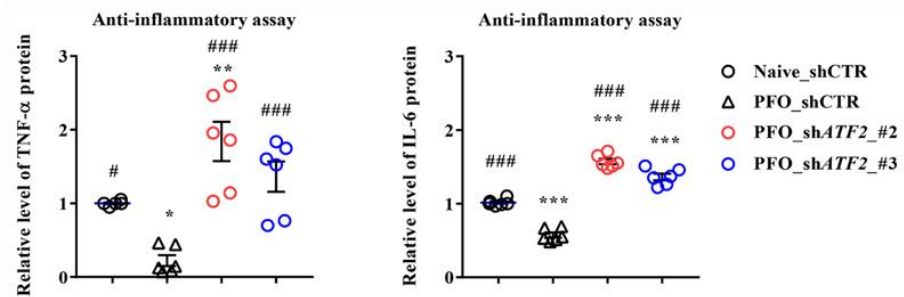 Anti-inflammatory assay
Relative level of TNF-α protein
3
2
1
0
#
*
###
**
###
Anti-inflammatory assay
Relative level of IL-6 protein
3
2
1
0
###
***
###
***
###
***
Naive_shCTR
PFO_shCTR
PFO_shATF2_#2
PFO_shATF2_#3